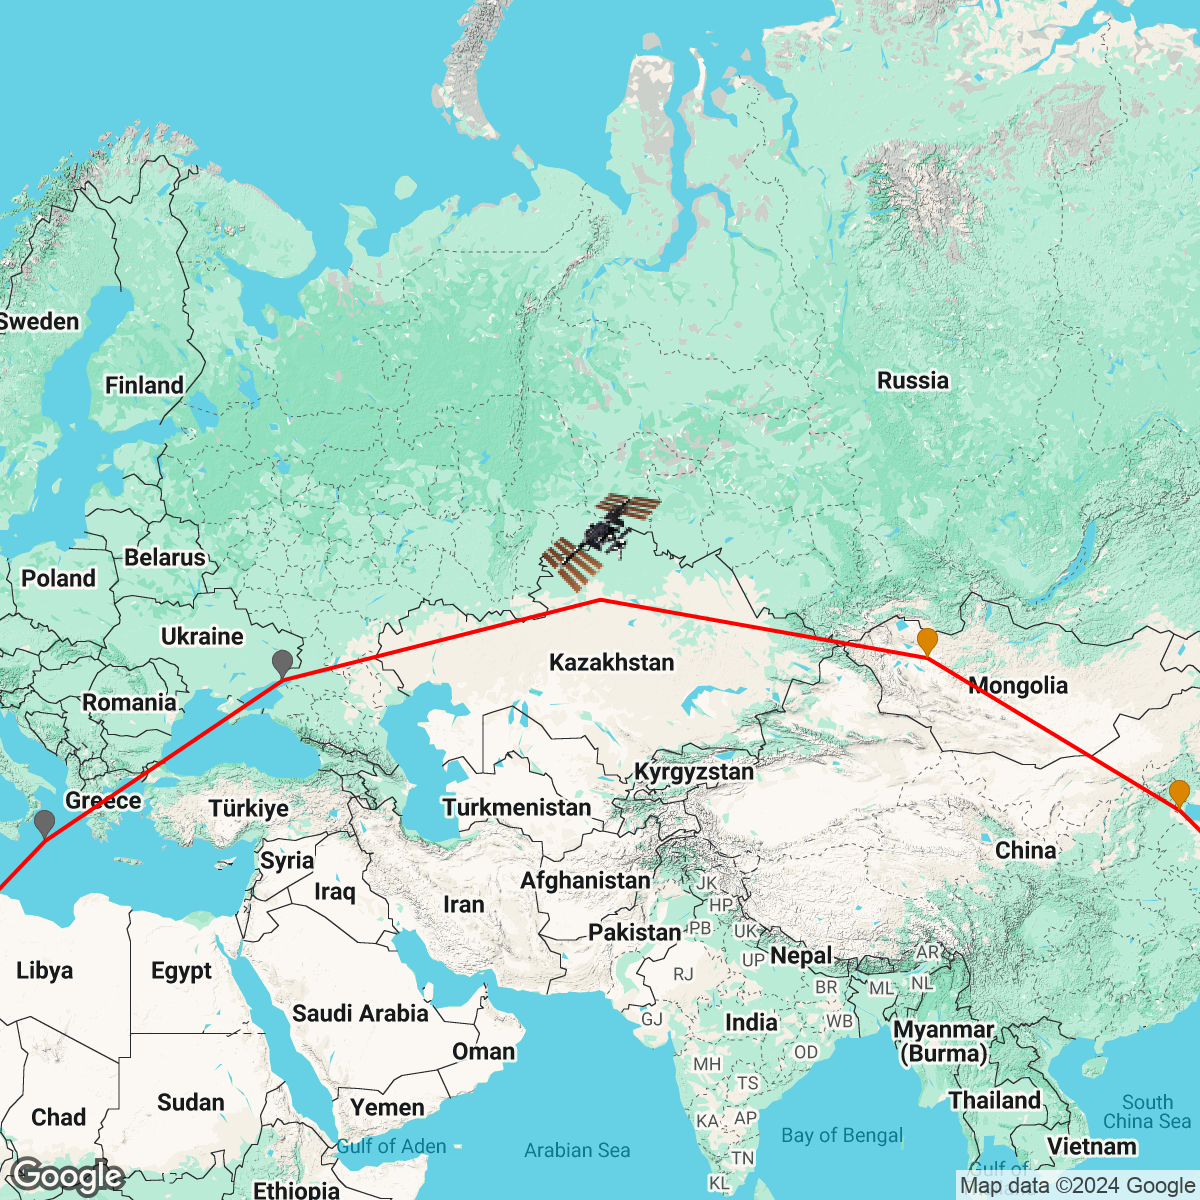 Sweden
Finland
Russia
Belarus
Poland
Ukraine
Kazakhstan
Mongolia
Romania
Kyrgyzstan
Greece
Türkiye
Turkmenistan
China
Syria
Afghanistan
JK
Iraq
Iran
HP
Pakistan
PB
UK
Nepal
AR
Libya
Egypt
RJ
UP
BR
ML
NL
Saudi Arabia
GJ
India
WB
Myanmar
(Burma)
Oman
OD
MH
TS
Chad
Sudan
Yemen
Thailand
South
China Sea
KA
AP
Gulf of Aden
Arabian Sea
Bay of Bengal
Vietnam
TN
Gulf of
Google
Ethiopia
KL
Map data ©2024 Google